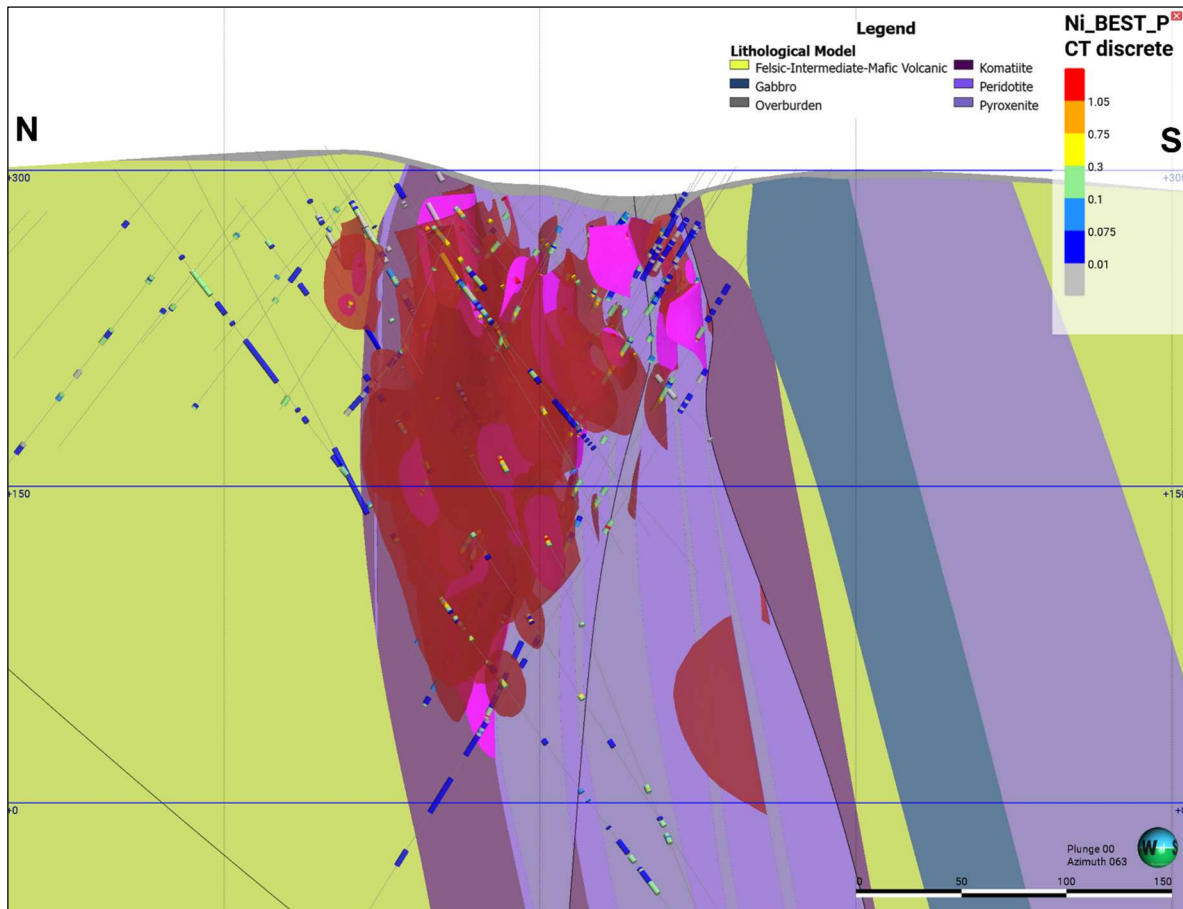 Legend
Lithological Model
Felsic-Intermediate-Mafic Volcanic
Gabbro
Overburden
Komatiite
Peridotite
Pyroxenite
Ni_BEST_P
CT discrete
1.05
0.75
0.3
0.1
0.075
0.01
N
S
+300
+300
+150
+150
+0
Plunge 00
Azimuth 063
W S
0 50 100 150